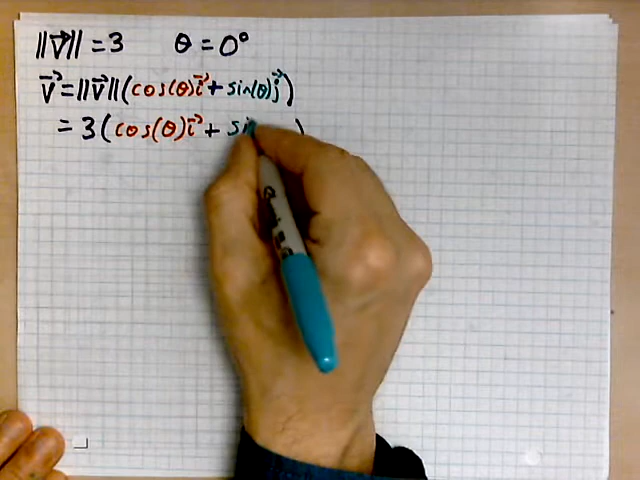 ||v⃗|| = 3 θ = 0°
v⃗ = ||v⃗||(cos(θ)i⃗ + sin(θ)j⃗)
= 3(cos(θ)i⃗ + si )